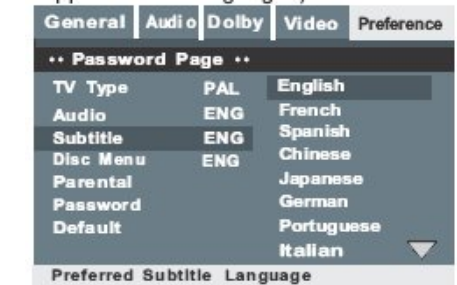 General Audio Dolby Video Preference
•• Password Page ••
TV Type PAL English
Audio ENG French
Subtitle ENG Spanish
Disc Menu ENG Chinese
Parental Japanese
Password German
Default Portuguese
Italian
Preferred Subtitle Language